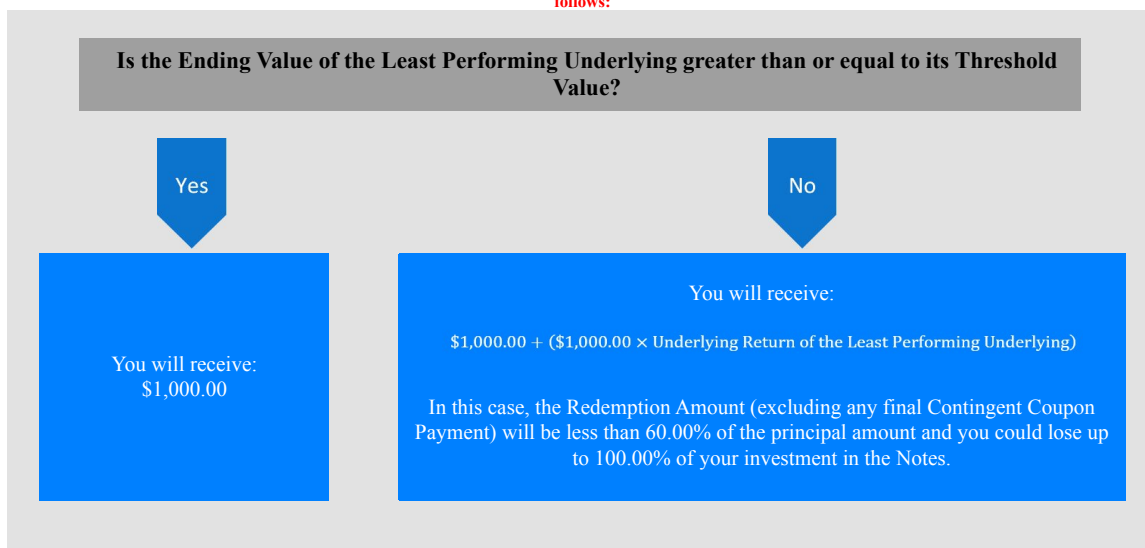 follows:
Is the Ending Value of the Least Performing Underlying greater than or equal to its Threshold
Value?
Yes
No
You will receive:
$1,000.00
You will receive:
$1,000.00 + ($1,000.00 × Underlying Return of the Least Performing Underlying)
In this case, the Redemption Amount (excluding any final Contingent Coupon
Payment) will be less than 60.00% of the principal amount and you could lose up
to 100.00% of your investment in the Notes.